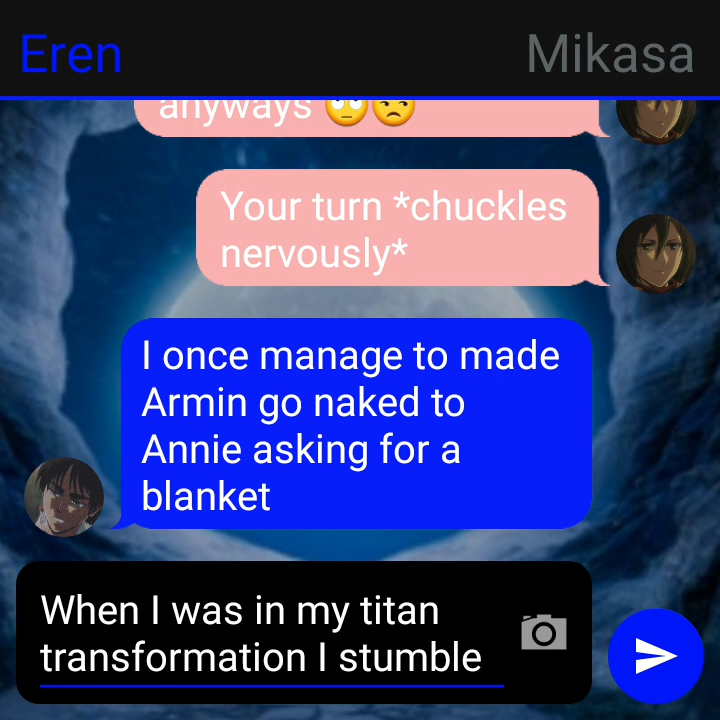 Eren
Mikasa
anyways 🙄😒
Your turn *chuckles
nervously*
I once manage to made
Armin go naked to
Annie asking for a
blanket
When I was in my titan
transformation I stumble